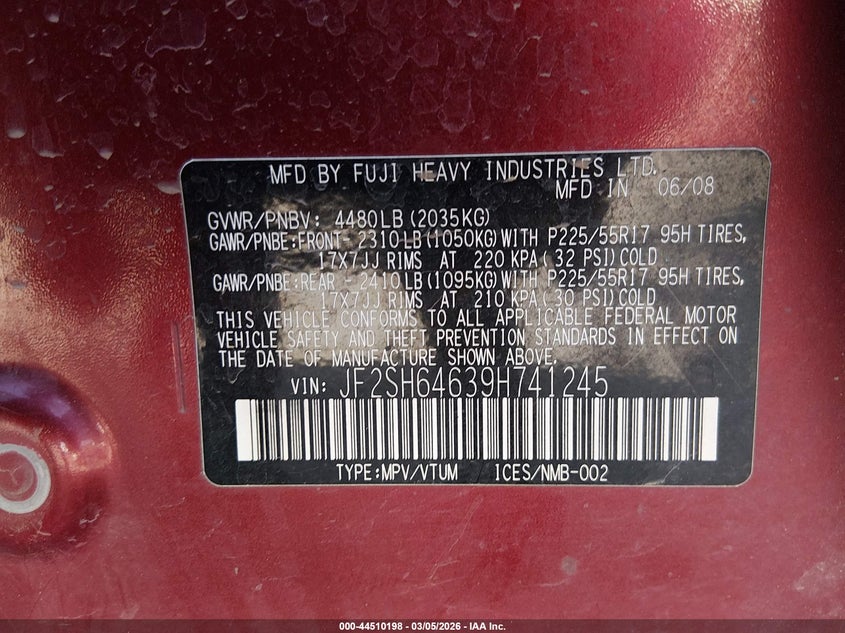 MFD BY FUJI HEAVY INDUSTRIES LTD.
MFD IN 06/08
GVWR/PNBV: 4480LB (2035KG)
GAWR/PNBE:FRONT- 2310 LB (1050KG) WITH P225/55R17 95H TIRES,
17X7JJ RIMS AT 220 KPA ( 32 PSI) COLD
GAWR/PNBE:REAR - 2410 LB (1095KG) WITH P225/55R17 95H TIRES,
17X7JJ RIMS AT 210 KPA ( 30 PSI) COLD
THIS VEHICLE CONFORMS TO ALL APPLICABLE FEDERAL MOTOR
VEHICLE SAFETY AND THEFT PREVENTION STANDARDS IN EFFECT ON
THE DATE OF MANUFACTURE SHOWN ABOVE.
VIN: JF2SH64639H741245
TYPE:MPV/VTUM ICES/NMB-002
000-44510198 - 03/05/2026 - IAA Inc.